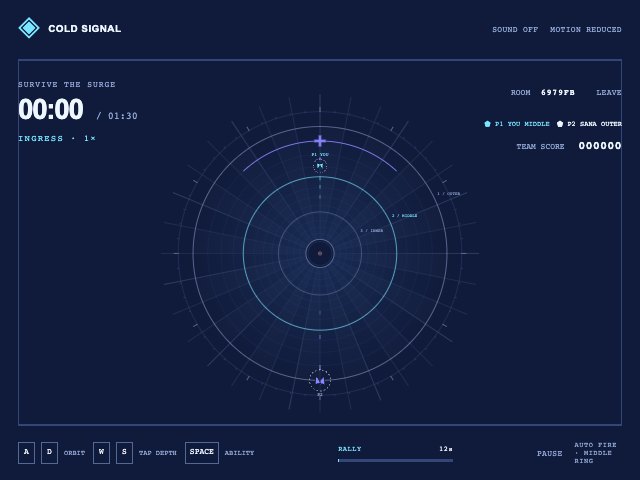 COLD SIGNAL
SOUND OFF MOTION REDUCED
SURVIVE THE SURGE
00:00 / 01:30
INGRESS · 1×
ROOM 6979FB LEAVE
P1 YOU MIDDLE P2 SANA OUTER
TEAM SCORE 000000
P1 YOU
1 / OUTER
2 / MIDDLE
3 / INNER
P2
A D ORBIT W S TAP DEPTH SPACE ABILITY
RALLY 12s
PAUSE
AUTO FIRE
· MIDDLE
RING